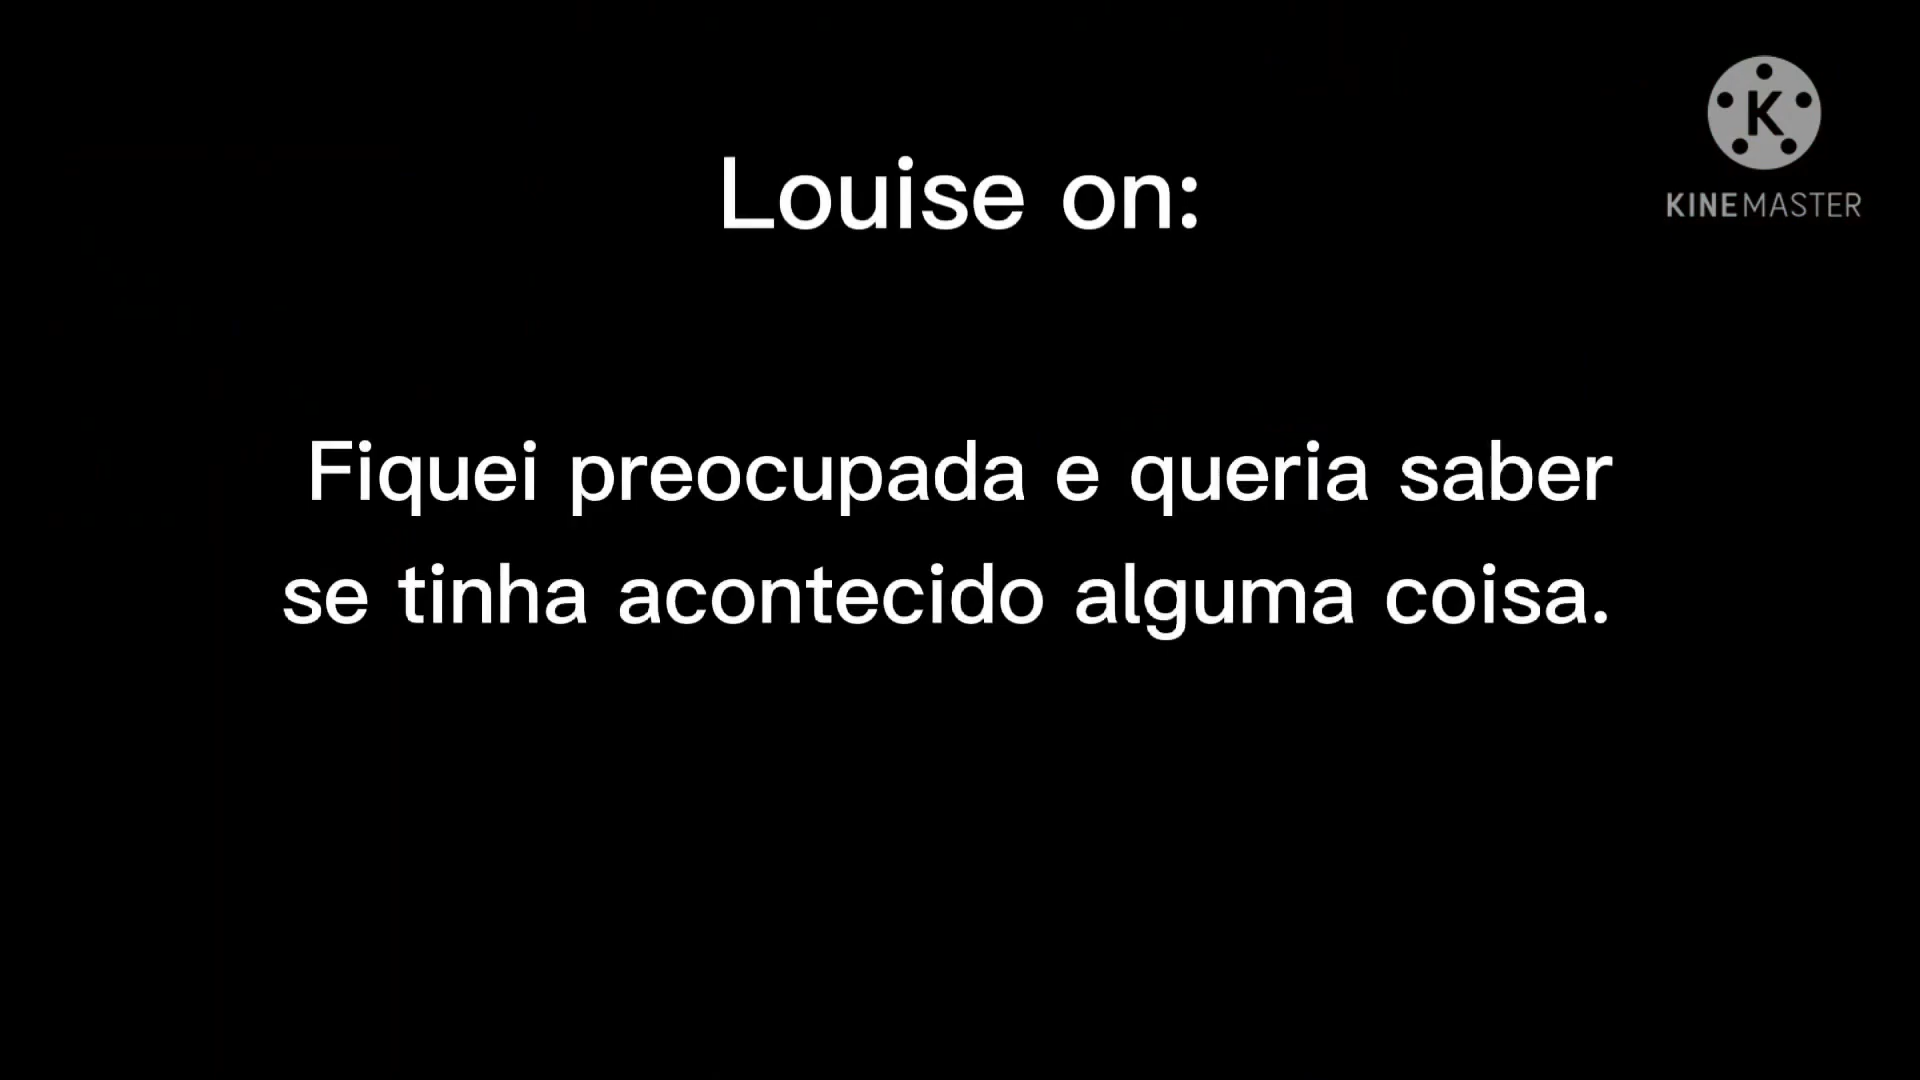 KINEMASTER
Louise on:
Fiquei preocupada e queria saber
se tinha acontecido alguma coisa.